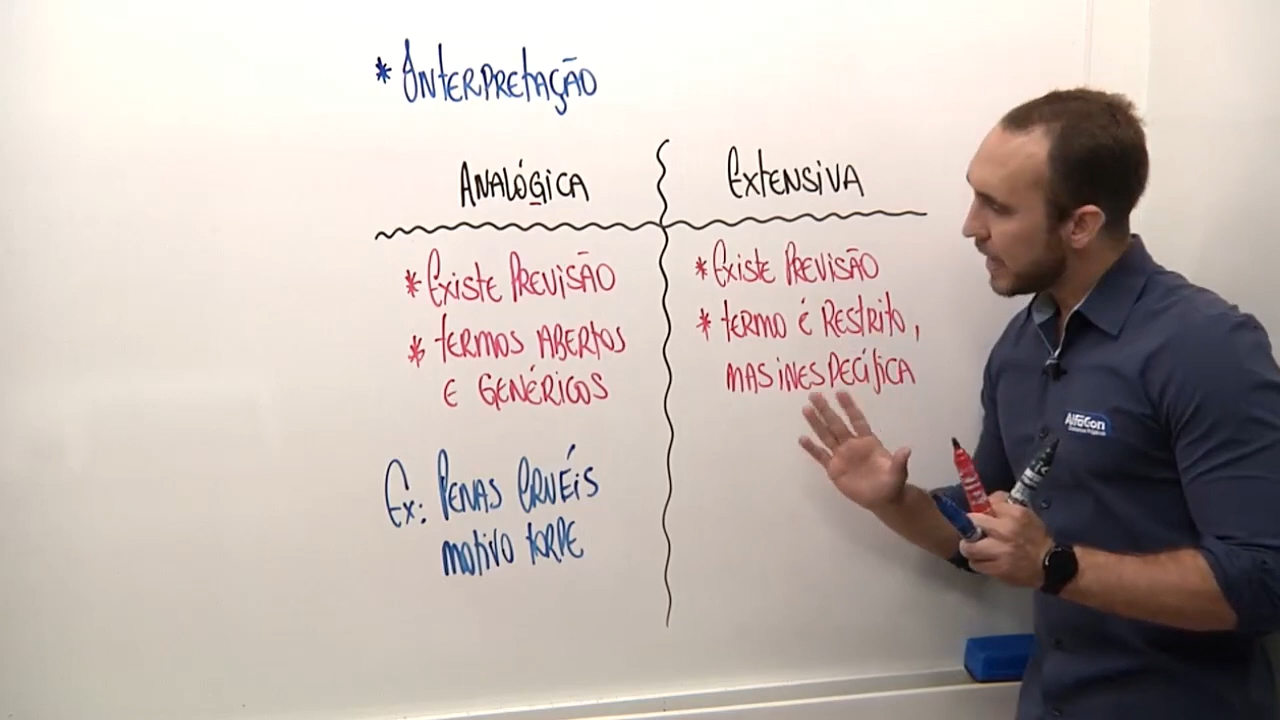 * INTERPRETAÇÃO
ANALÓGICA
EXTENSIVA
* EXISTE PREVISÃO
* TERMOS ABERTOS
E GENÉRICOS
Ex: PENAS CRUÉIS
MOTIVO TORPE
* EXISTE PREVISÃO
* TERMO É RESTRITO,
MAS INESPECÍFICA
AlfaCon